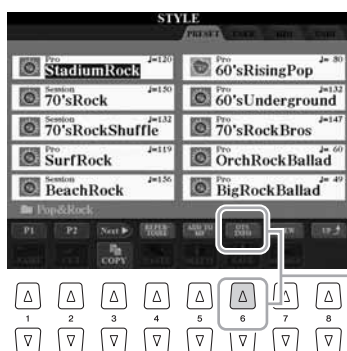 STYLE
PRESET USER
Pro ♩=120
StadiumRock
Pro ♩= 80
60'sRisingPop
Session ♩=150
70'sRock
Pro ♩=132
60'sUnderground
Session ♩=132
70'sRockShuffle
Pro ♩=147
70'sRockBros
Pro ♩=119
SurfRock
Pro ♩= 60
OrchRockBallad
Session ♩=156
BeachRock
Pro ♩= 49
BigRockBallad
Pop&Rock
P1 P2 Next OTS INFO UP
COPY
1 2 3 4 5 6 7 8